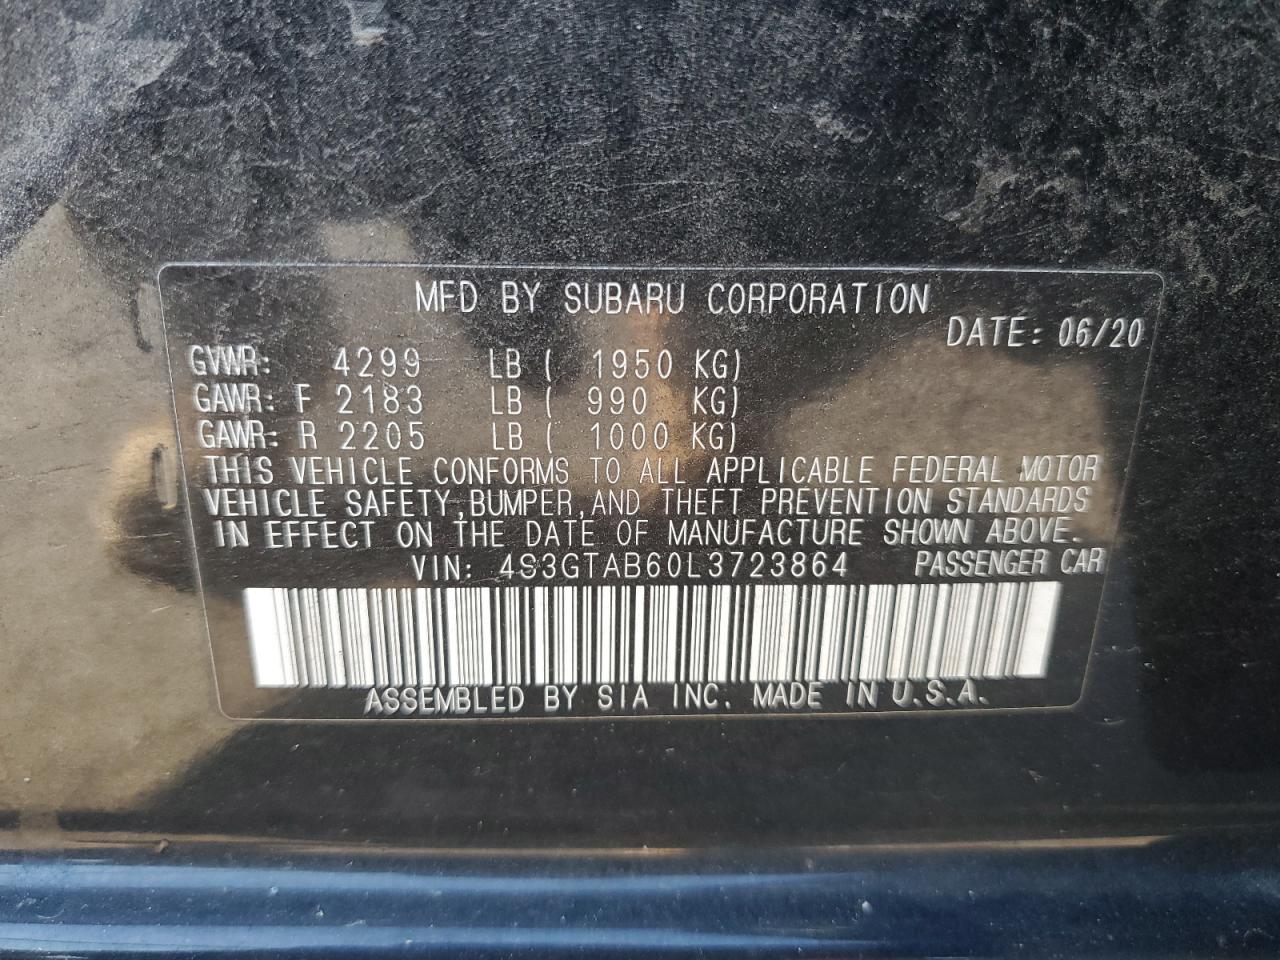 MFD BY SUBARU CORPORATION
DATE: 06/20
GVWR: 4299 LB ( 1950 KG)
GAWR: F 2183 LB ( 990 KG)
GAWR: R 2205 LB ( 1000 KG)
THIS VEHICLE CONFORMS TO ALL APPLICABLE FEDERAL MOTOR
VEHICLE SAFETY, BUMPER, AND THEFT PREVENTION STANDARDS
IN EFFECT ON THE DATE OF MANUFACTURE SHOWN ABOVE.
VIN: 4S3GTAB60L3723864 PASSENGER CAR
ASSEMBLED BY SIA INC. MADE IN U.S.A.